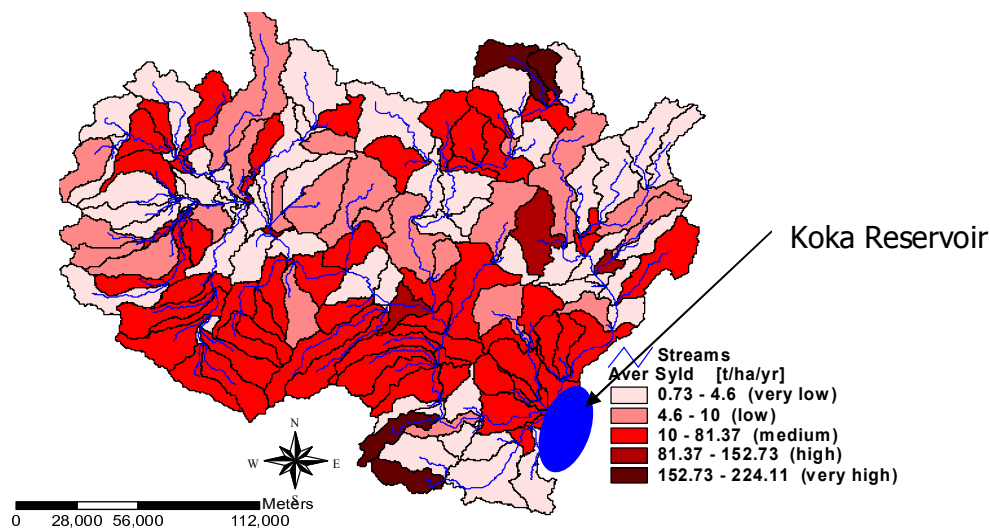 Koka Reservoir
Streams
Aver Syld [t/ha/yr]
0.73 - 4.6 (very low)
4.6 - 10 (low)
10 - 81.37 (medium)
81.37 - 152.73 (high)
152.73 - 224.11 (very high)
N
W E
S
Meters
0 28,000 56,000 112,000